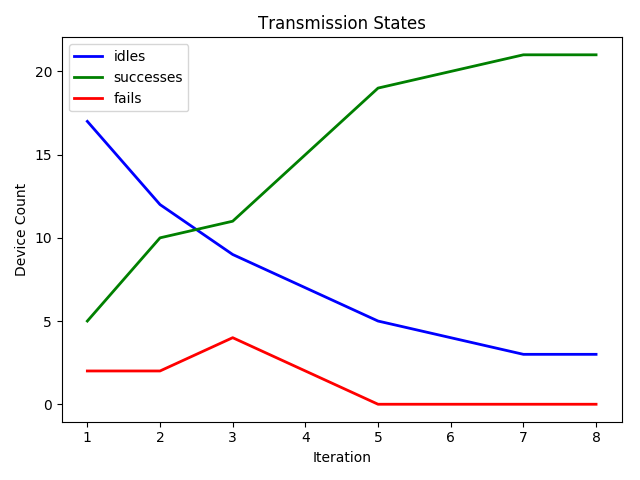 Transmission States
idles
successes
fails
20
15
10
5
0
Device Count
1 2 3 4 5 6 7 8
Iteration